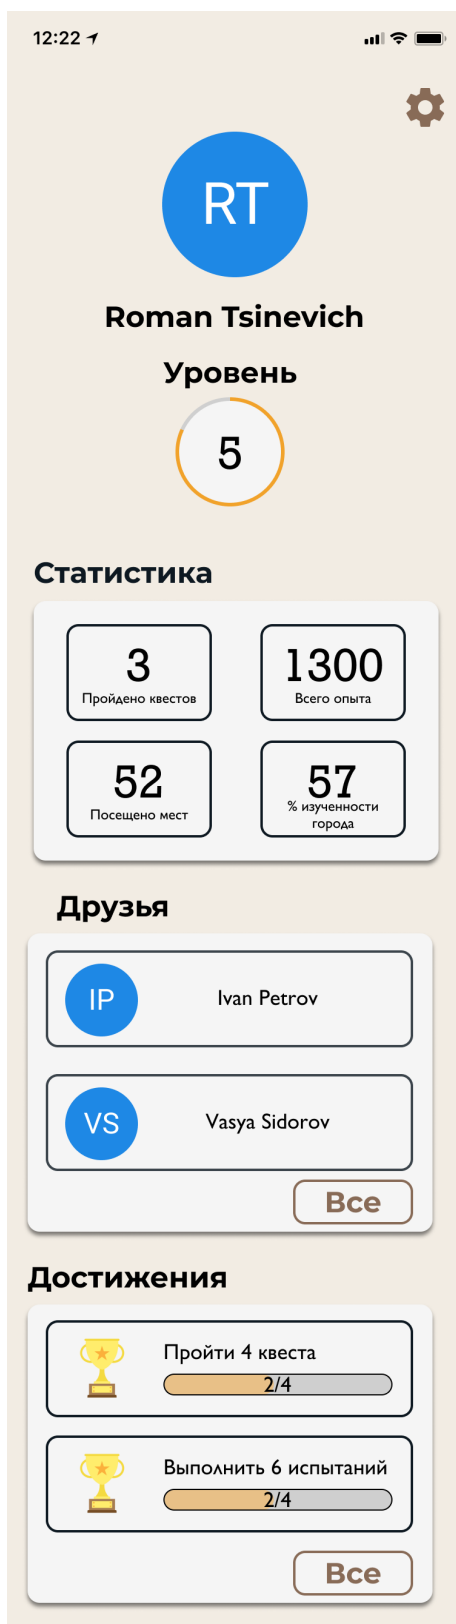 12:22
RT
Roman Tsinevich
Уровень
5
Статистика
3
Пройдено квестов
1300
Всего опыта
52
Посещено мест
57
% изученности
города
Друзья
IP
Ivan Petrov
VS
Vasya Sidorov
Все
Достижения
Пройти 4 квеста
2/4
Выполнить 6 испытаний
2/4
Все